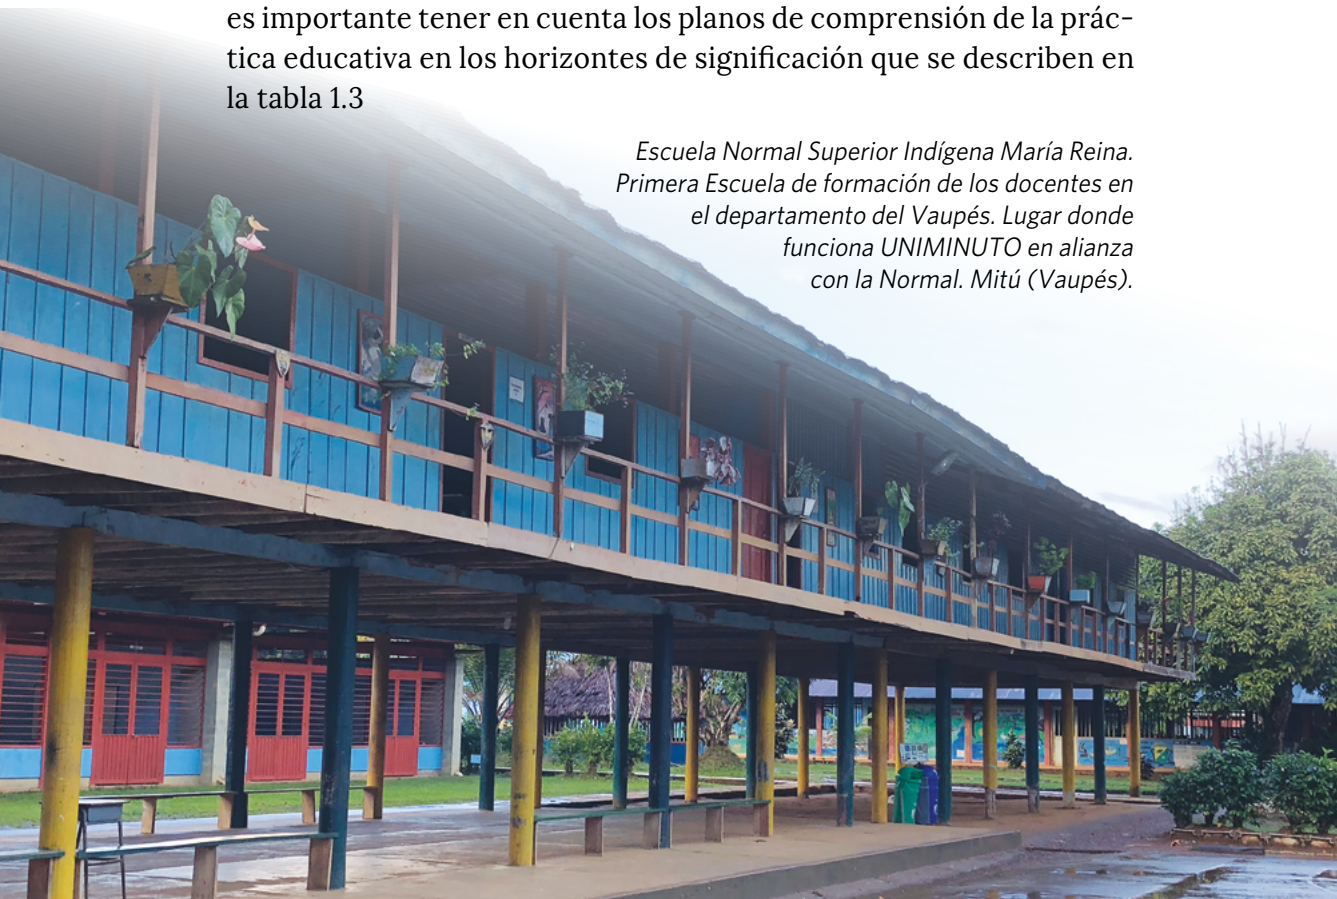 es importante tener en cuenta los planos de comprensión de la prác-
tica educativa en los horizontes de significación que se describen en
la tabla 1.3
Escuela Normal Superior Indígena María Reina.
Primera Escuela de formación de los docentes en
el departamento del Vaupés. Lugar donde
funciona UNIMINUTO en alianza
con la Normal. Mitú (Vaupés).